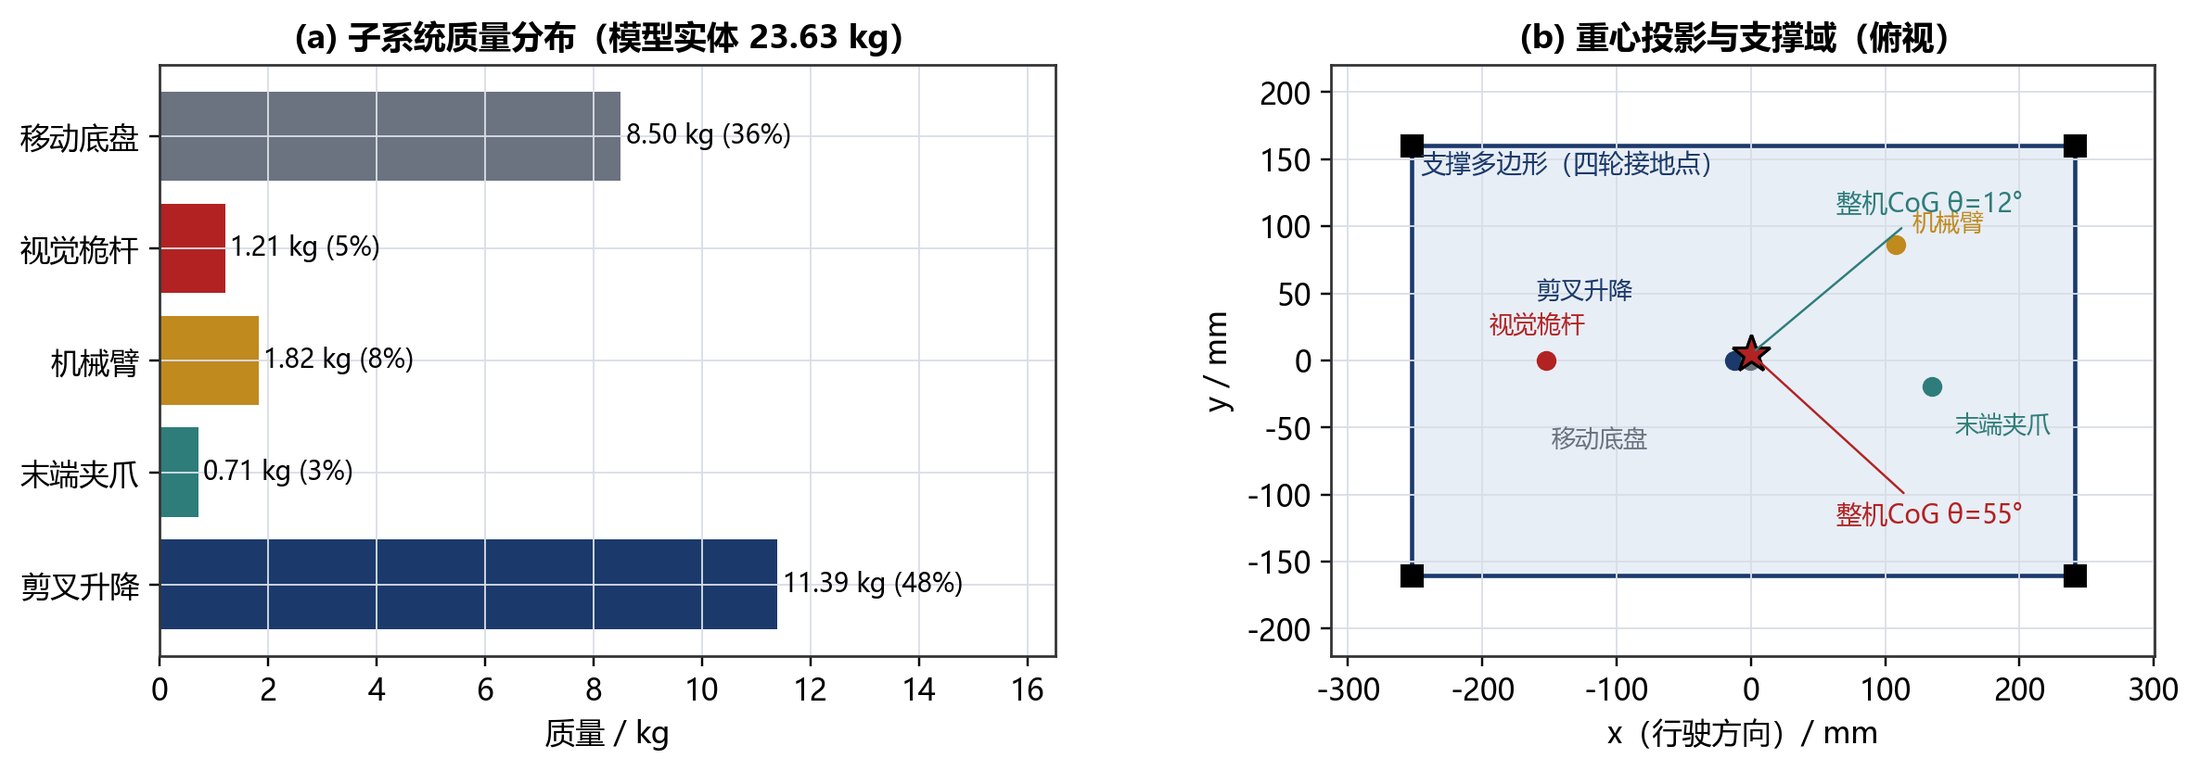 (a) 子系统质量分布（模型实体 23.63 kg）
移动底盘
8.50 kg (36%)
视觉桅杆
1.21 kg (5%)
机械臂
1.82 kg (8%)
末端夹爪
0.71 kg (3%)
剪叉升降
11.39 kg (48%)
0 2 4 6 8 10 12 14 16
质量 / kg
(b) 重心投影与支撑域（俯视）
y / mm
200
150
100
50
0
-50
-100
-150
-200
支撑多边形（四轮接地点）
整机CoG θ=12°
机械臂
剪叉升降
视觉桅杆
末端夹爪
移动底盘
整机CoG θ=55°
-300 -200 -100 0 100 200 300
x（行驶方向）/ mm